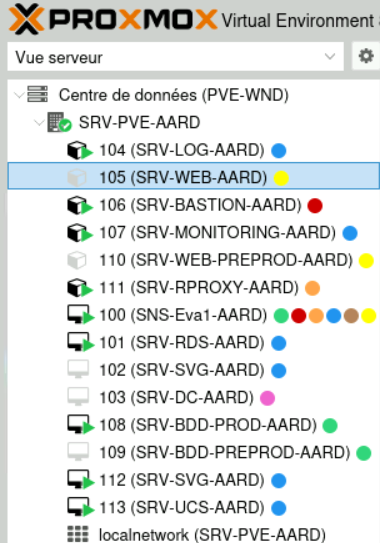 PROXMOX Virtual Environment
Vue serveur
Centre de données (PVE-WND)
SRV-PVE-AARD
104 (SRV-LOG-AARD)
105 (SRV-WEB-AARD)
106 (SRV-BASTION-AARD)
107 (SRV-MONITORING-AARD)
110 (SRV-WEB-PREPROD-AARD)
111 (SRV-RPROXY-AARD)
100 (SNS-Eva1-AARD)
101 (SRV-RDS-AARD)
102 (SRV-SVG-AARD)
103 (SRV-DC-AARD)
108 (SRV-BDD-PROD-AARD)
109 (SRV-BDD-PREPROD-AARD)
112 (SRV-SVG-AARD)
113 (SRV-UCS-AARD)
localnetwork (SRV-PVE-AARD)